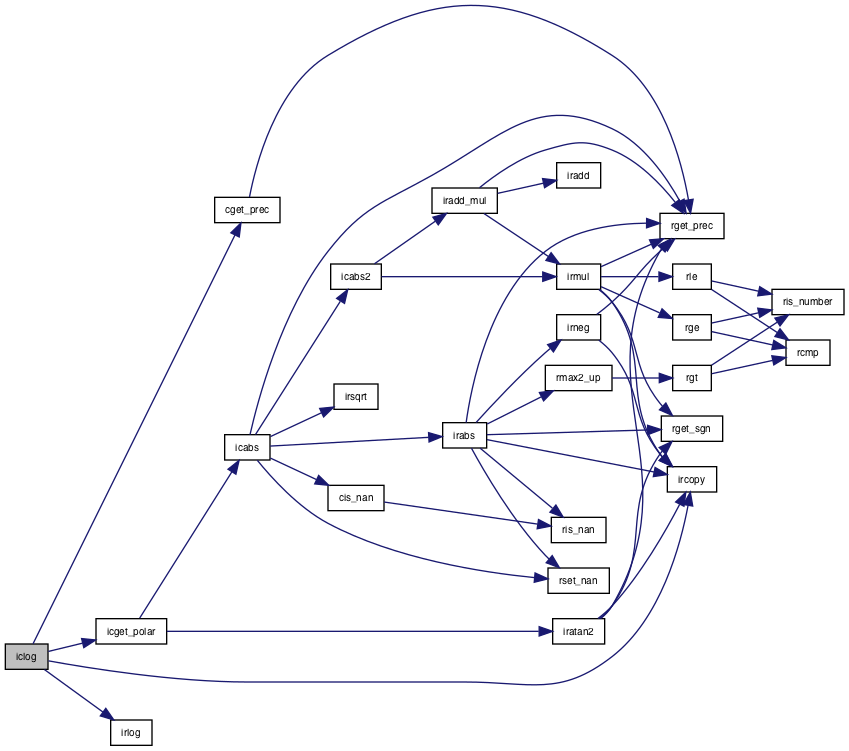 iclog
cget_prec
icget_polar
irlog
icabs
icabs2
irsqrt
cis_nan
iradd_mul
irabs
iradd
irmul
irneg
rmax2_up
ris_nan
rset_nan
iratan2
rget_prec
rle
rge
rgt
rget_sgn
ircopy
ris_number
rcmp